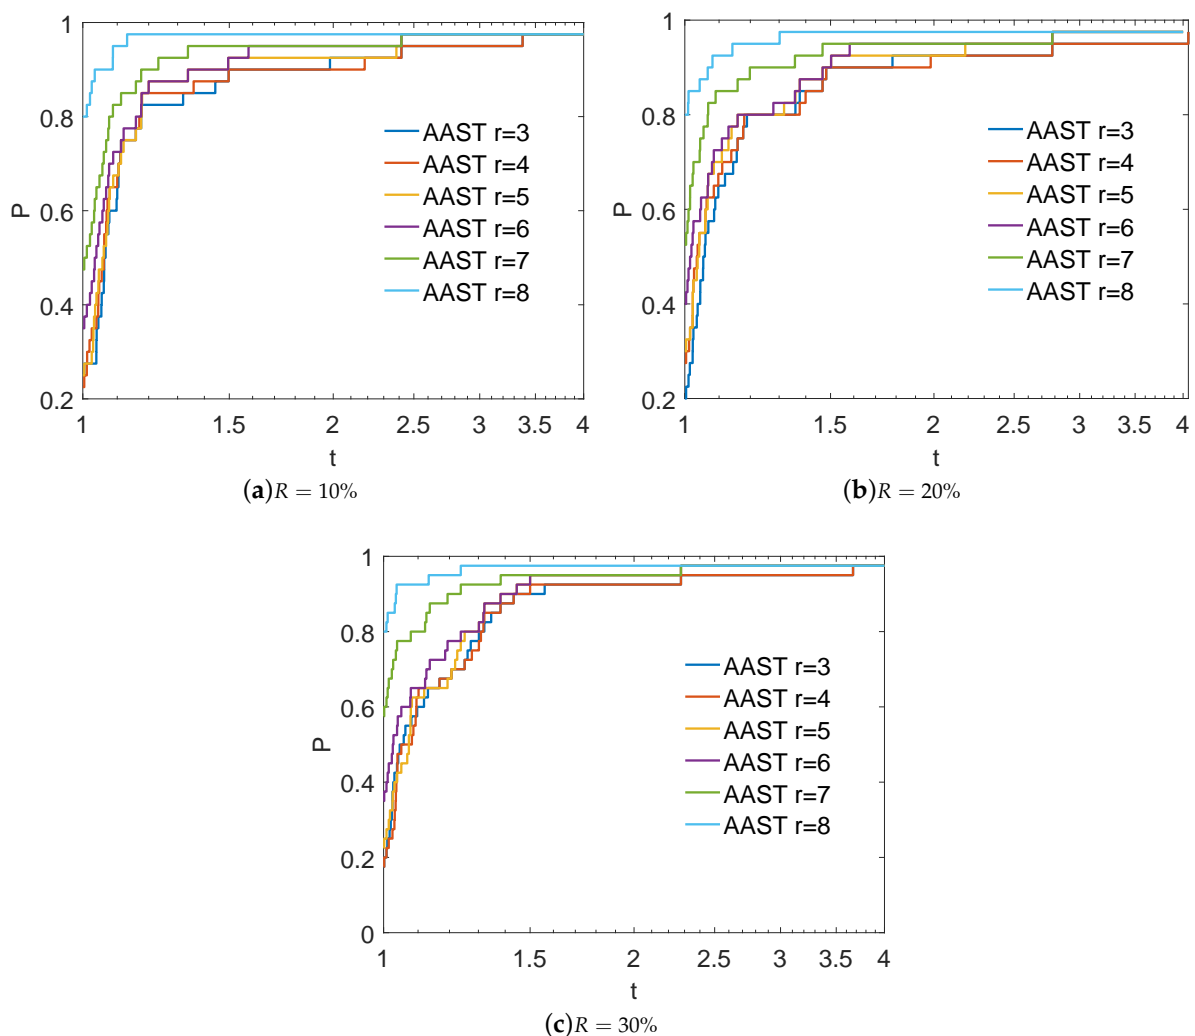 1
0.8
0.6
0.4
0.2
P
1 1.5 2 2.5 3 3.5 4
t
AAST r=3
AAST r=4
AAST r=5
AAST r=6
AAST r=7
AAST r=8
(a)R = 10%
1
0.8
0.6
0.4
0.2
P
1 1.5 2 2.5 3 3.5 4
t
AAST r=3
AAST r=4
AAST r=5
AAST r=6
AAST r=7
AAST r=8
(b)R = 20%
1
0.8
0.6
0.4
0.2
0
P
1 1.5 2 2.5 3 3.5 4
t
AAST r=3
AAST r=4
AAST r=5
AAST r=6
AAST r=7
AAST r=8
(c)R = 30%